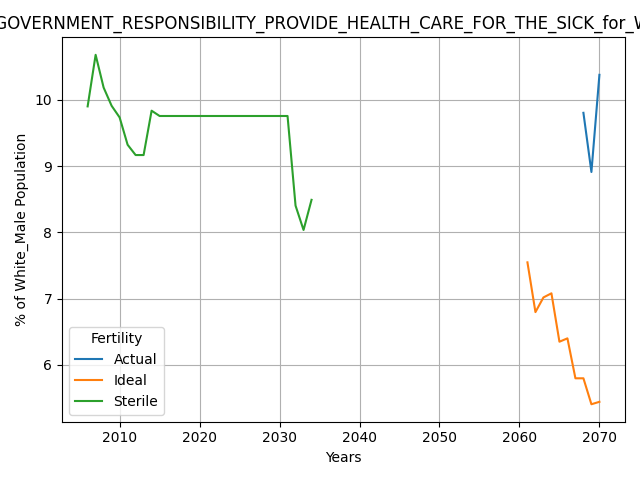 GOVERNMENT_RESPONSIBILITY_PROVIDE_HEALTH_CARE_FOR_THE_SICK_for_W
% of White_Male Population
10
9
8
7
6
Fertility
Actual
Ideal
Sterile
2010 2020 2030 2040 2050 2060 2070
Years